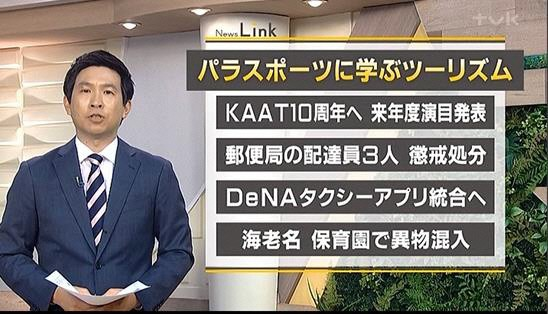 tvk
News Link
パラスポーツに学ぶツーリズム
KAAT10周年へ 来年度演目発表
郵便局の配達員3人 懲戒処分
DeNAタクシーアプリ統合へ
海老名 保育園で異物混入